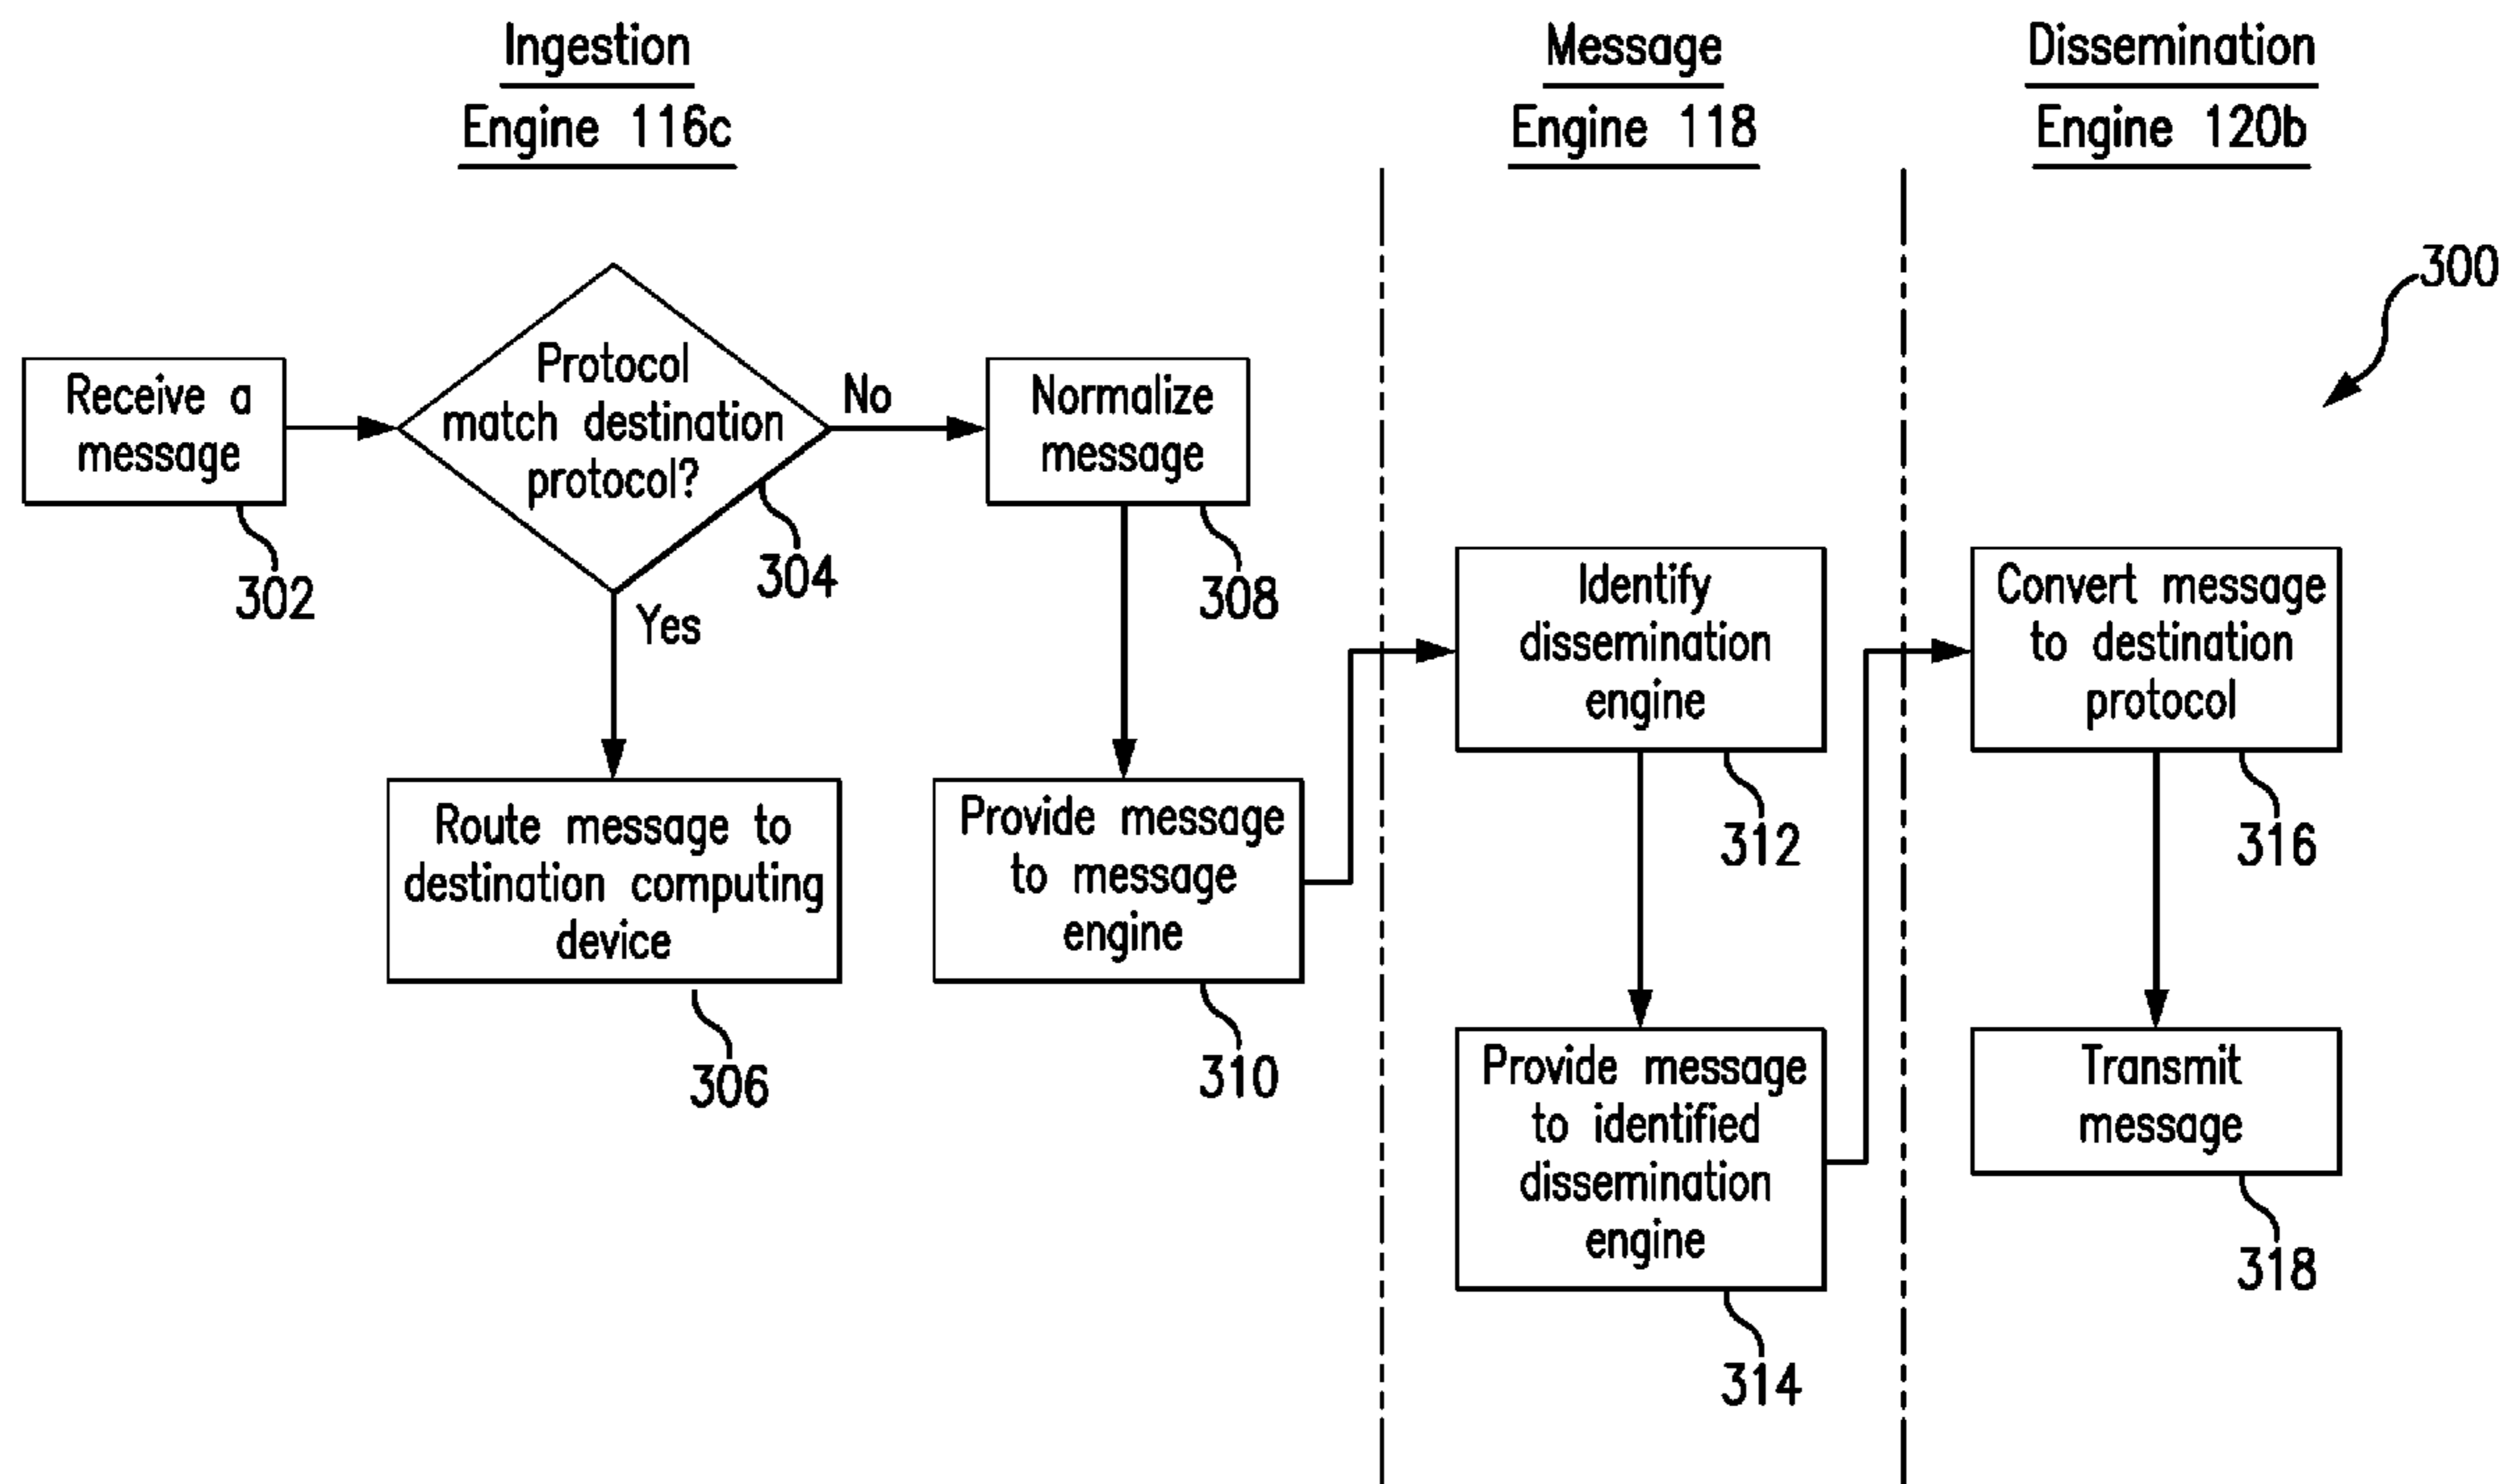 Ingestion
Engine 116c
Message
Engine 118
Dissemination
Engine 120b
300
Receive a
message
302
Protocol
match destination
protocol?
304
No
Yes
Normalize
message
308
Route message to
destination computing
device
306
Provide message
to message
engine
310
Identify
dissemination
engine
312
Provide message
to identified
dissemination
engine
314
Convert message
to destination
protocol
316
Transmit
message
318